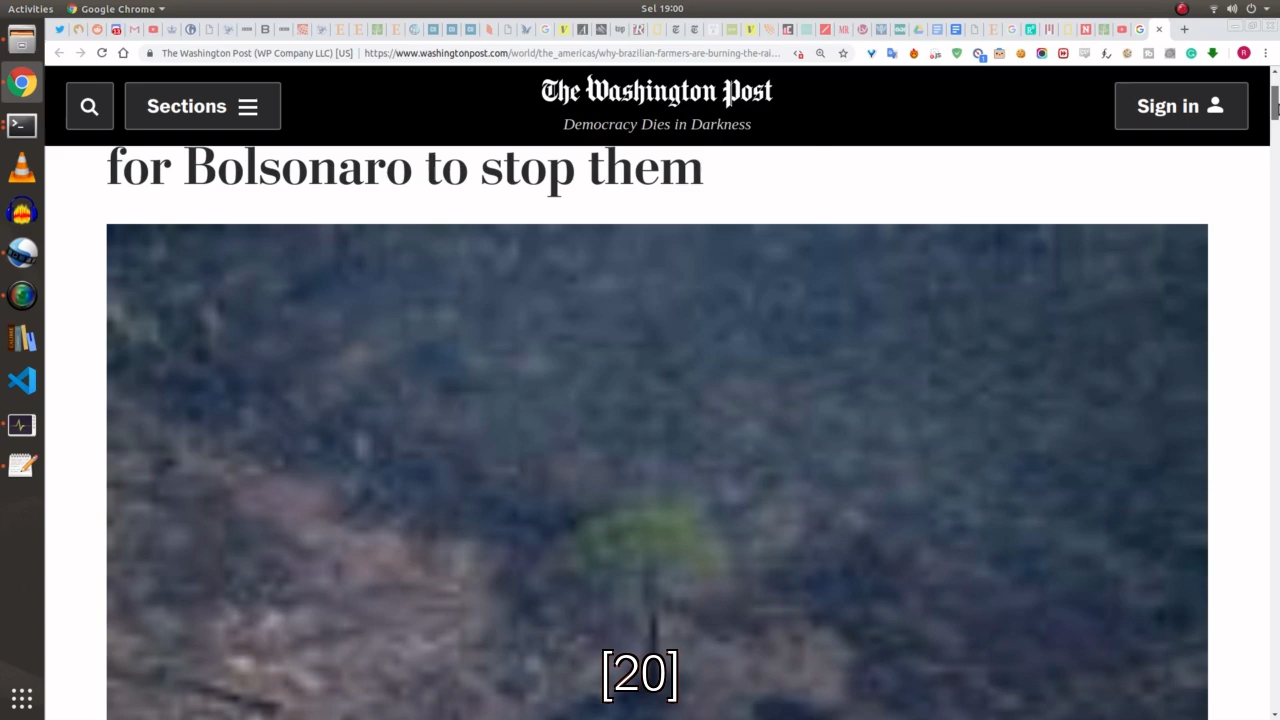 Activities
Google Chrome
Sel 19:00
The Washington Post (WP Company LLC) [US]
https://www.washingtonpost.com/world/the_americas/why-brazilian-farmers-are-burning-the-rai...
Sections
The Washington Post
Democracy Dies in Darkness
Sign in
for Bolsonaro to stop them
[20]